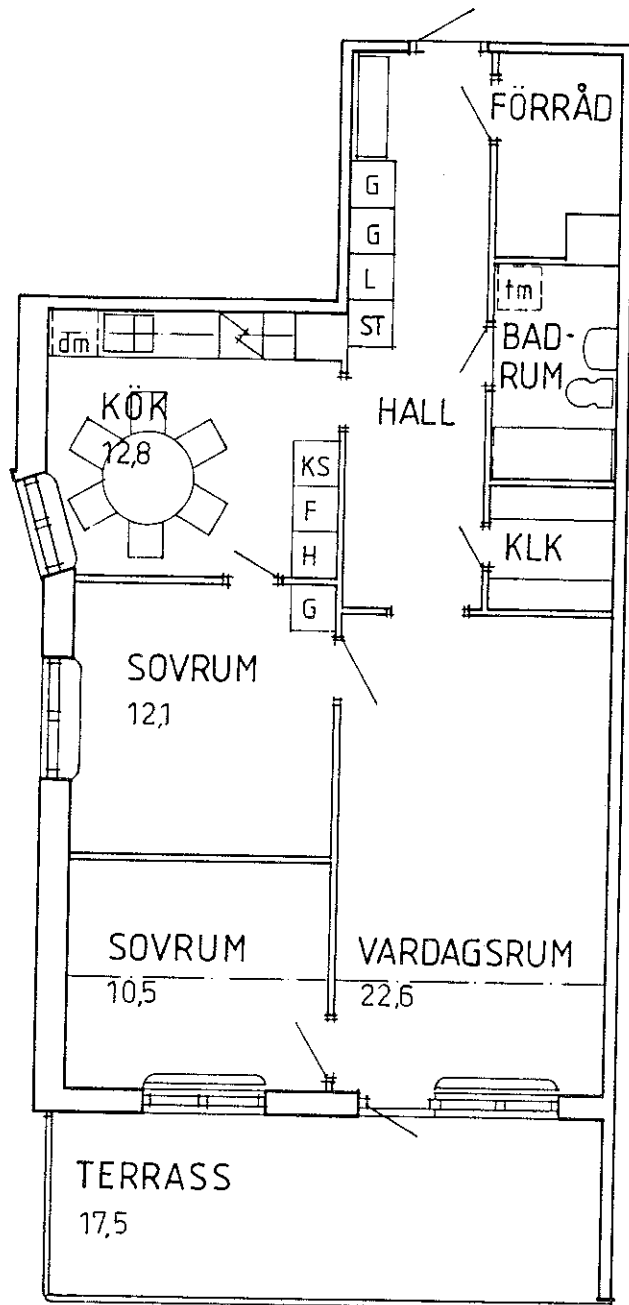 FÖRRÅD
G
G
L
ST
tm
BAD-
RUM
dm
KÖK
12,8
HALL
KS
F
H
G
KLK
SOVRUM
12,1
SOVRUM
10,5
VARDAGSRUM
22,6
TERRASS
17,5